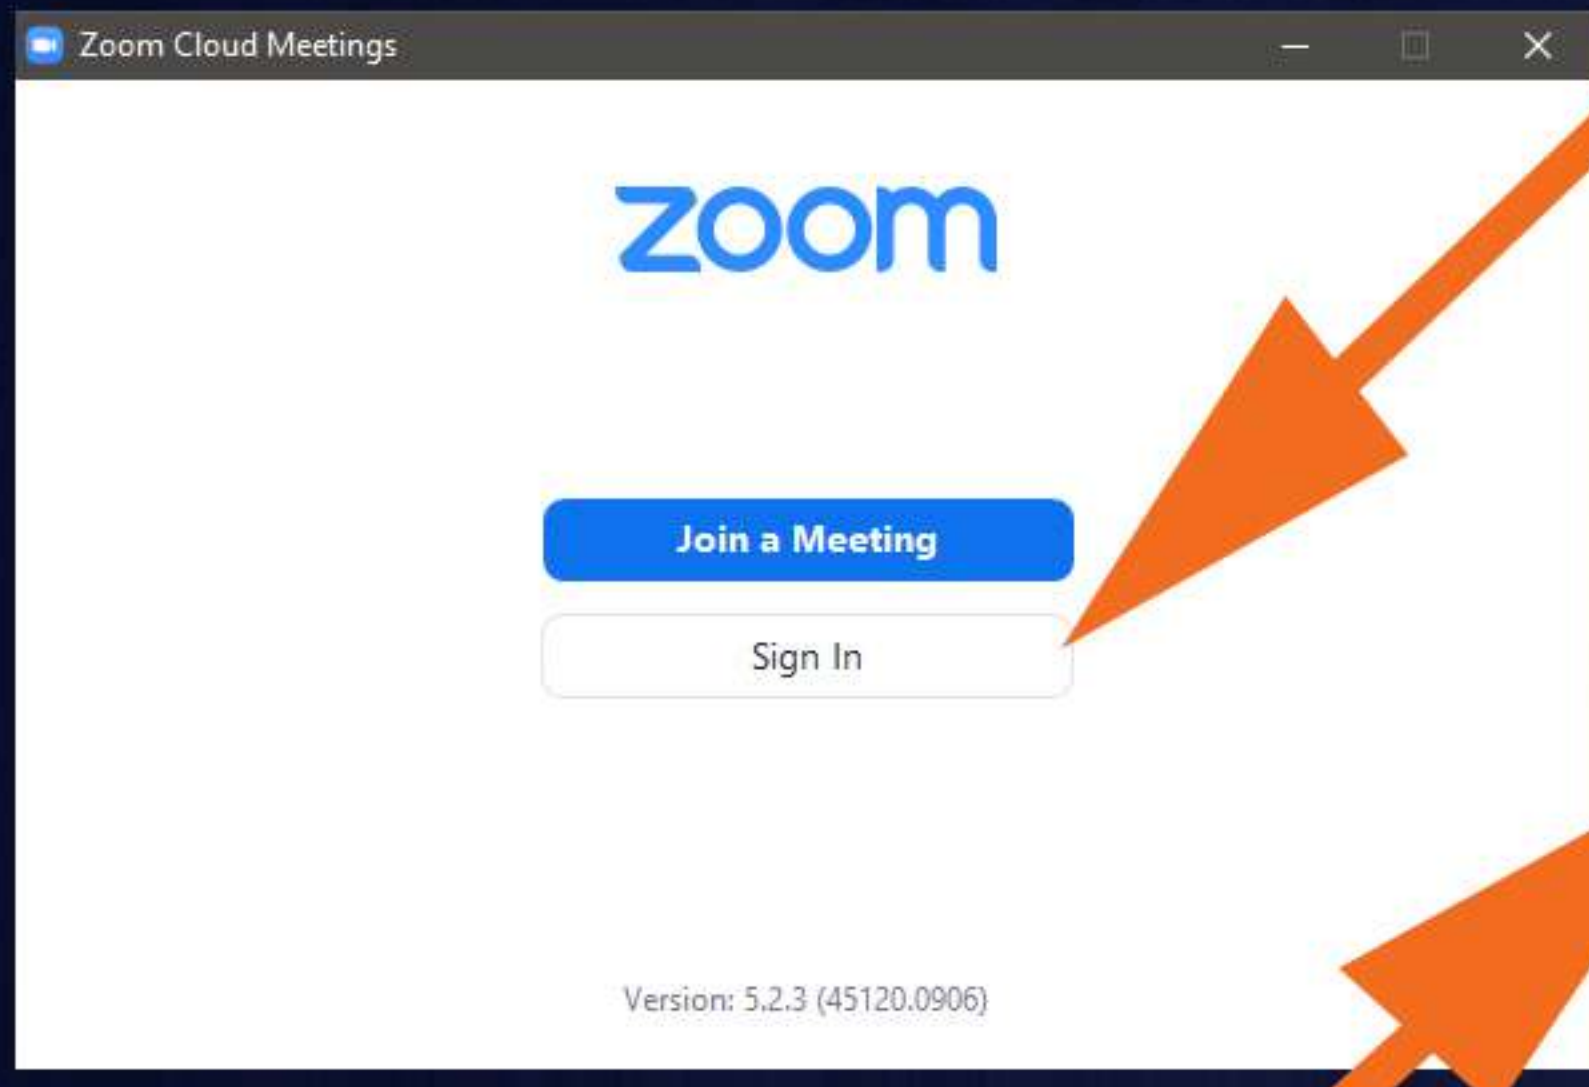 Zoom Cloud Meetings
zoom
Join a Meeting
Sign In
Version: 5.2.3 (45120.0906)